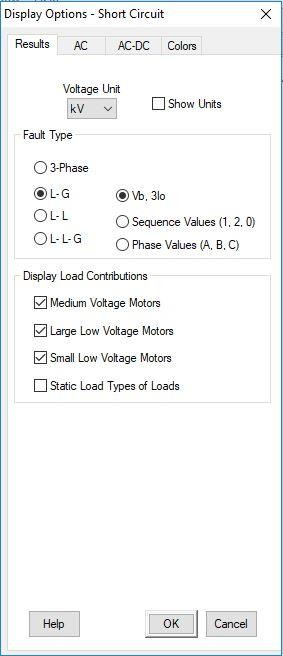 Display Options - Short Circuit
Results AC AC-DC Colors
Voltage Unit
kV
Show Units
Fault Type
3-Phase
L- G
Vb, 3Io
L- L
Sequence Values (1, 2, 0)
L- L- G
Phase Values (A, B, C)
Display Load Contributions
Medium Voltage Motors
Large Low Voltage Motors
Small Low Voltage Motors
Static Load Types of Loads
Help OK Cancel